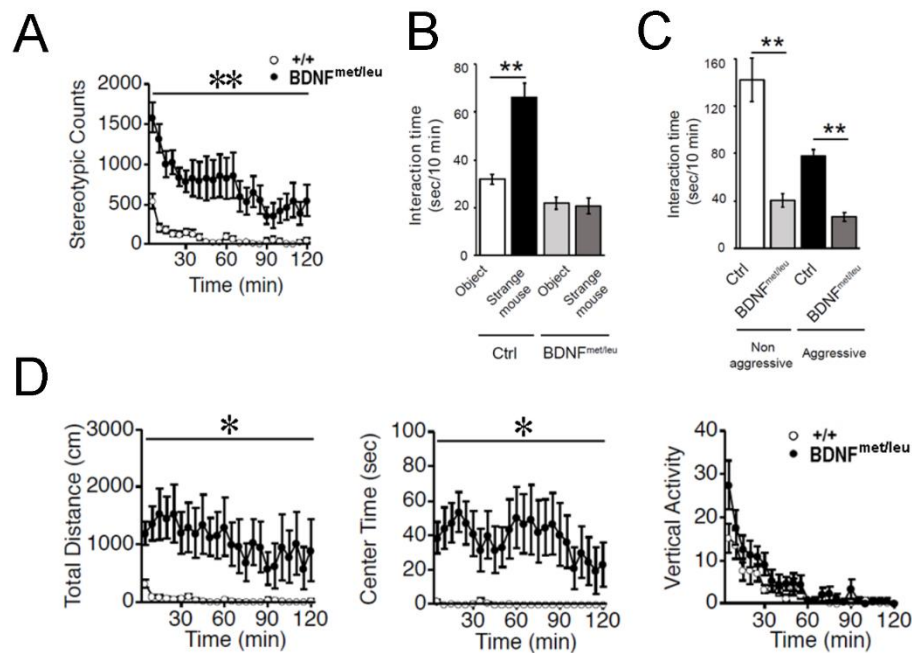 A
+/+
BDNFmet/leu
**
Stereotypic Counts
2000
1500
1000
500
0
30 60 90 120
Time (min)
B
Interaction time
(sec/10 min)
80
60
40
20
0
**
Object
Strange
mouse
Object
Strange
mouse
Ctrl
BDNFmet/leu
C
Interaction time
(sec/10 min)
160
120
80
40
0
**
**
Ctrl
BDNFmet/leu
Ctrl
BDNFmet/leu
Non
aggressive
Aggressive
D
Total Distance (cm)
3000
2000
1000
0
*
30 60 90 120
Time (min)
Center Time (sec)
100
80
60
40
20
0
*
30 60 90 120
Time (min)
Vertical Activity
40
30
20
10
0
+/+
BDNFmet/leu
30 60 90 120
Time (min)